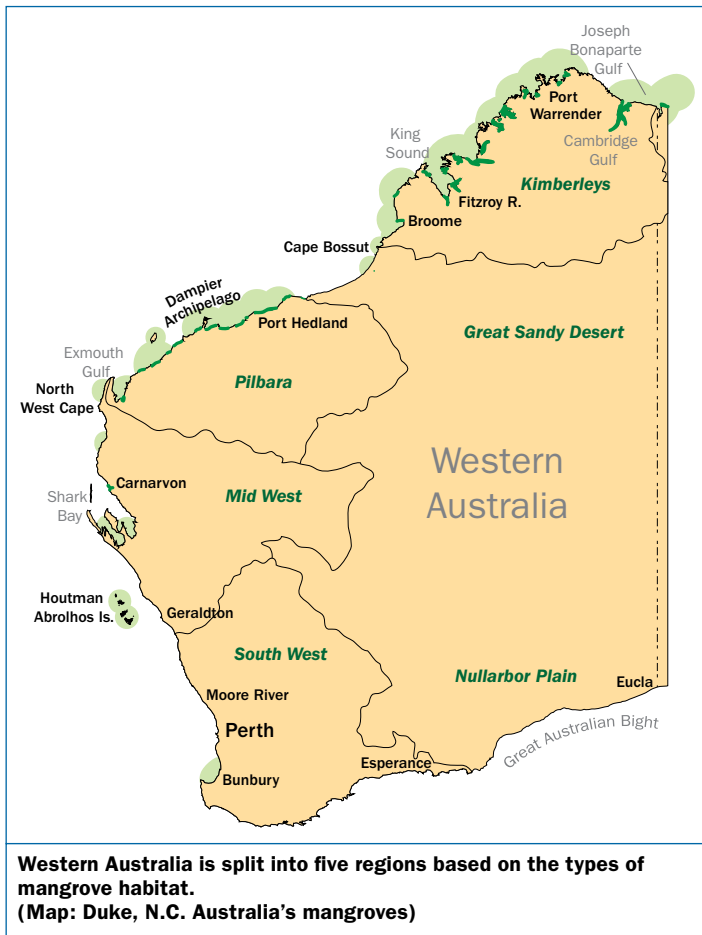 Joseph
Bonaparte
Gulf
Port
Warrender
King
Sound
Cambridge
Gulf
Kimberleys
Fitzroy R.
Broome
Cape Bossut
Dampier
Archipelago
Port Hedland
Great Sandy Desert
Exmouth
Gulf
Pilbara
North
West Cape
Western
Australia
Carnarvon
Mid West
Shark
Bay
Houtman
Abrolhos Is.
Geraldton
South West
Nullarbor Plain
Eucla
Moore River
Great Australian Bight
Perth
Esperance
Bunbury
Western Australia is split into five regions based on the types of
mangrove habitat.
(Map: Duke, N.C. Australia's mangroves)